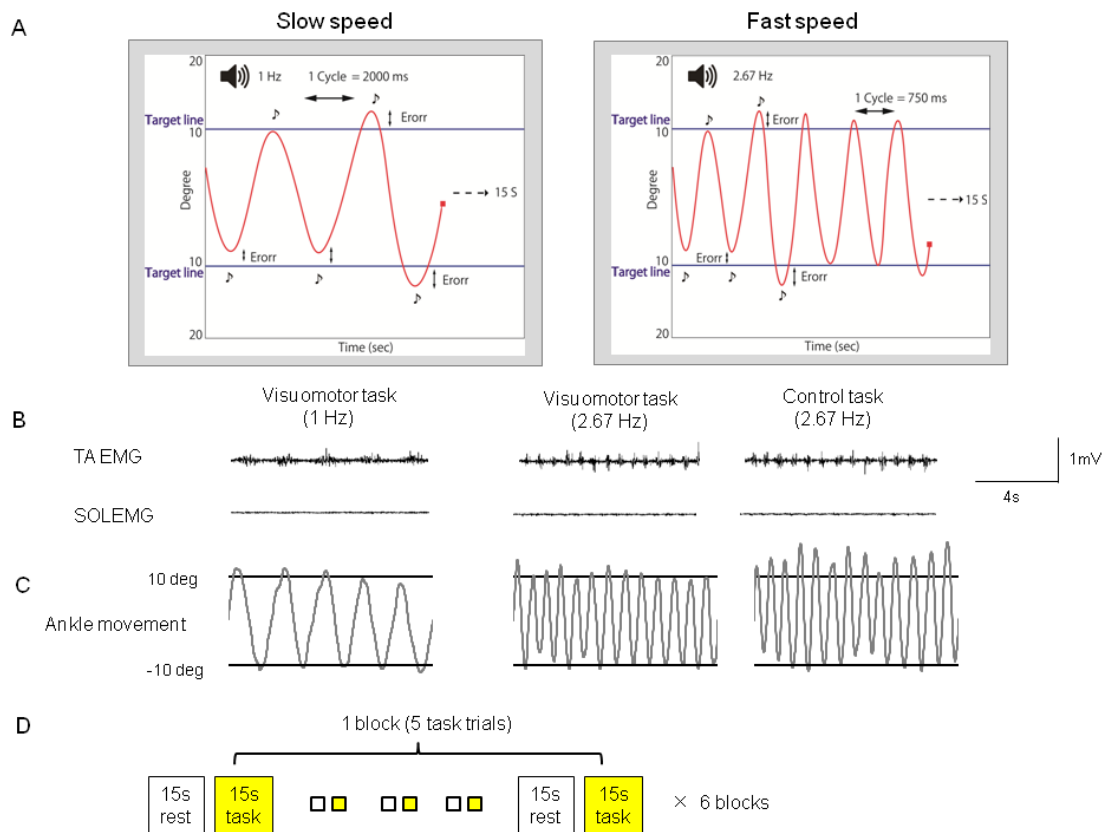 A
Slow speed
Fast speed
20
1 Hz
1 Cycle = 2000 ms
♪
♪
Erorr
Target line
10
Degree
15 S
Erorr
10
Target line
♪
♪
Erorr
♪
20
Time (sec)
20
2.67 Hz
♪
♪
1 Cycle = 750 ms
Erorr
Target line
10
Degree
15 S
Erorr
10
Target line
♪
♪
Erorr
♪
20
Time (sec)
B
Visuomotor task
(1 Hz)
Visuomotor task
(2.67 Hz)
Control task
(2.67 Hz)
TA EMG
1mV
4s
SOLEMG
C
10 deg
Ankle movement
-10 deg
D
1 block (5 task trials)
15s
rest
15s
task
15s
rest
15s
task
× 6 blocks